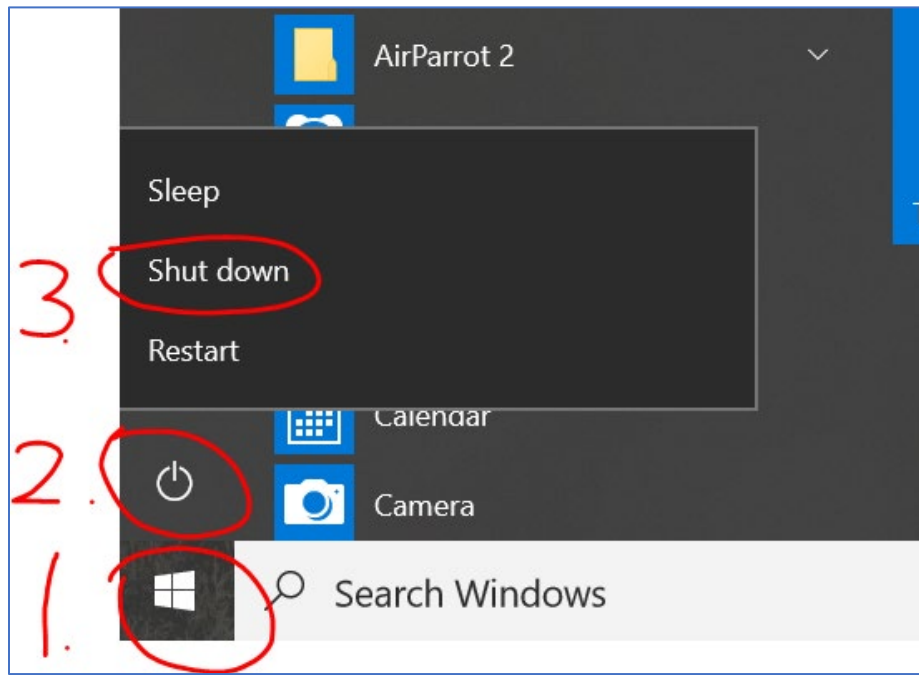 AirParrot 2
Sleep
3. Shut down
Restart
Calendar
2.
Camera
1. Search Windows